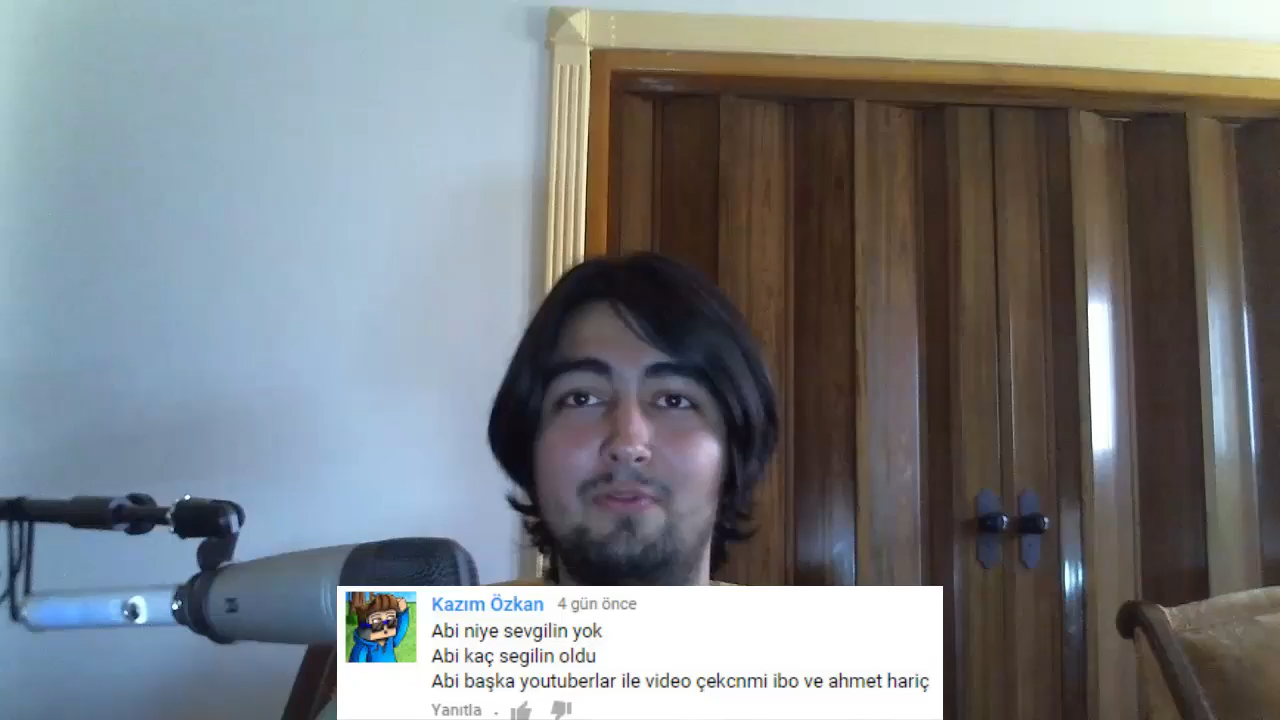 Kazım Özkan 4 gün önce
Abi niye sevgilin yok
Abi kaç segilin oldu
Abi başka youtuberlar ile video çekcnmi ibo ve ahmet hariç
Yanıtla